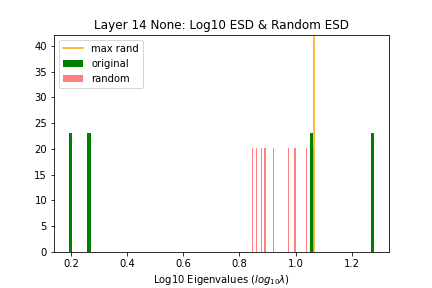 Layer 14 None: Log10 ESD & Random ESD
max rand
original
random
40
35
30
25
20
15
10
5
0
0.2 0.4 0.6 0.8 1.0 1.2
Log10 Eigenvalues (log₁₀λ)